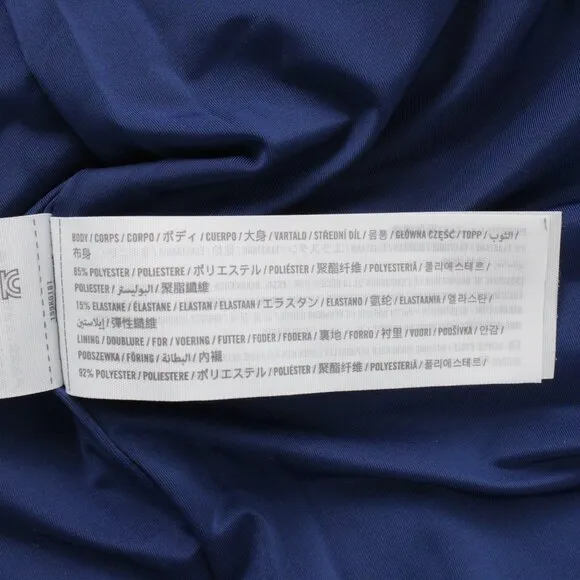 BODY / CORPS / CORPO / ボディ / CUERPO / 大身 / VARTALO / STŘEDNÍ DÍL / 몸통 / GŁÓWNA CZĘŚĆ / TOPP / الثوب /
布身
85% POLYESTER / POLIESTERE / ポリエステル / POLIÉSTER / 聚酯纤维 / POLYESTERIÄ / 폴리에스테르 /
POLIESTER / البوليستر / 聚脂纖維
15% ELASTANE / ÉLASTANE / ELASTAN / ELASTAAN / エラスタン / ELASTANO / 氨纶 / ELASTAANIA / 엘라스탄 /
إيلاستين / 彈性纖維
LINING / DOUBLURE / FOR / VOERING / FUTTER / FODER / FODERA / 裏地 / FORRO / 衬里 / VUORI / PODŠÍVKA / 안감 /
PODSZEWKA / FÔRING / البطانة / 內襯
92% POLYESTER / POLIESTERE / ポリエステル / POLIÉSTER / 聚酯纤维 / POLYESTERIÄ / 폴리에스테르 /